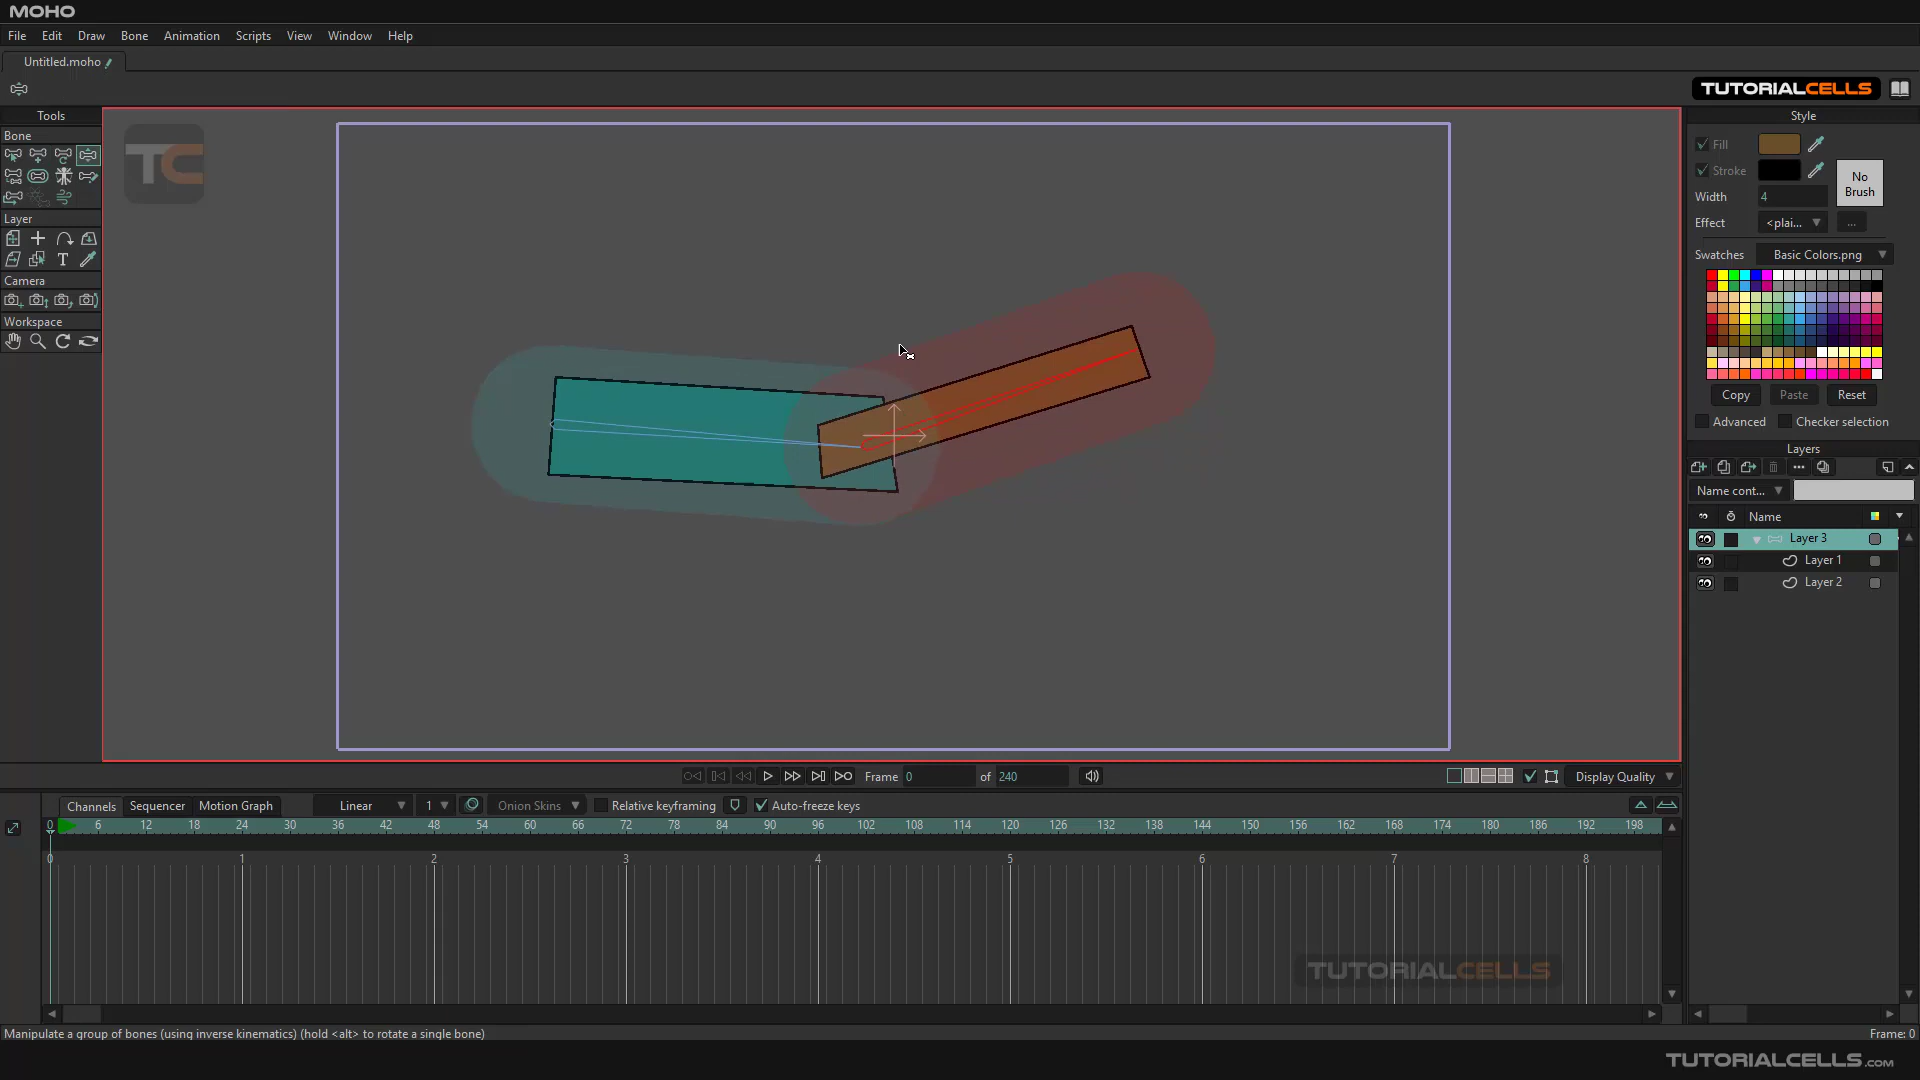 MOHO
File Edit Draw Bone Animation Scripts View Window Help
Untitled.moho
TUTORIALCELLS
Tools
Bone
Layer
T
Camera
Workspace
TC
Style
Fill
Stroke
No
Brush
Width 4
Effect <plai... ...
Swatches Basic Colors.png
Copy Paste Reset
Advanced Checker selection
Layers
Name cont...
Name
Layer 3
Layer 1
Layer 2
Frame 0 of 240 Display Quality
Channels Sequencer Motion Graph Linear 1 Onion Skins Relative keyframing Auto-freeze keys
0 6 12 18 24 30 36 42 48 54 60 66 72 78 84 90 96 102 108 114 120 126 132 138 144 150 156 162 168 174 180 186 192 198
0 1 2 3 4 5 6 7 8
TUTORIALCELLS
Manipulate a group of bones (using inverse kinematics) (hold <alt> to rotate a single bone) Frame: 0
TUTORIALCELLS.COM